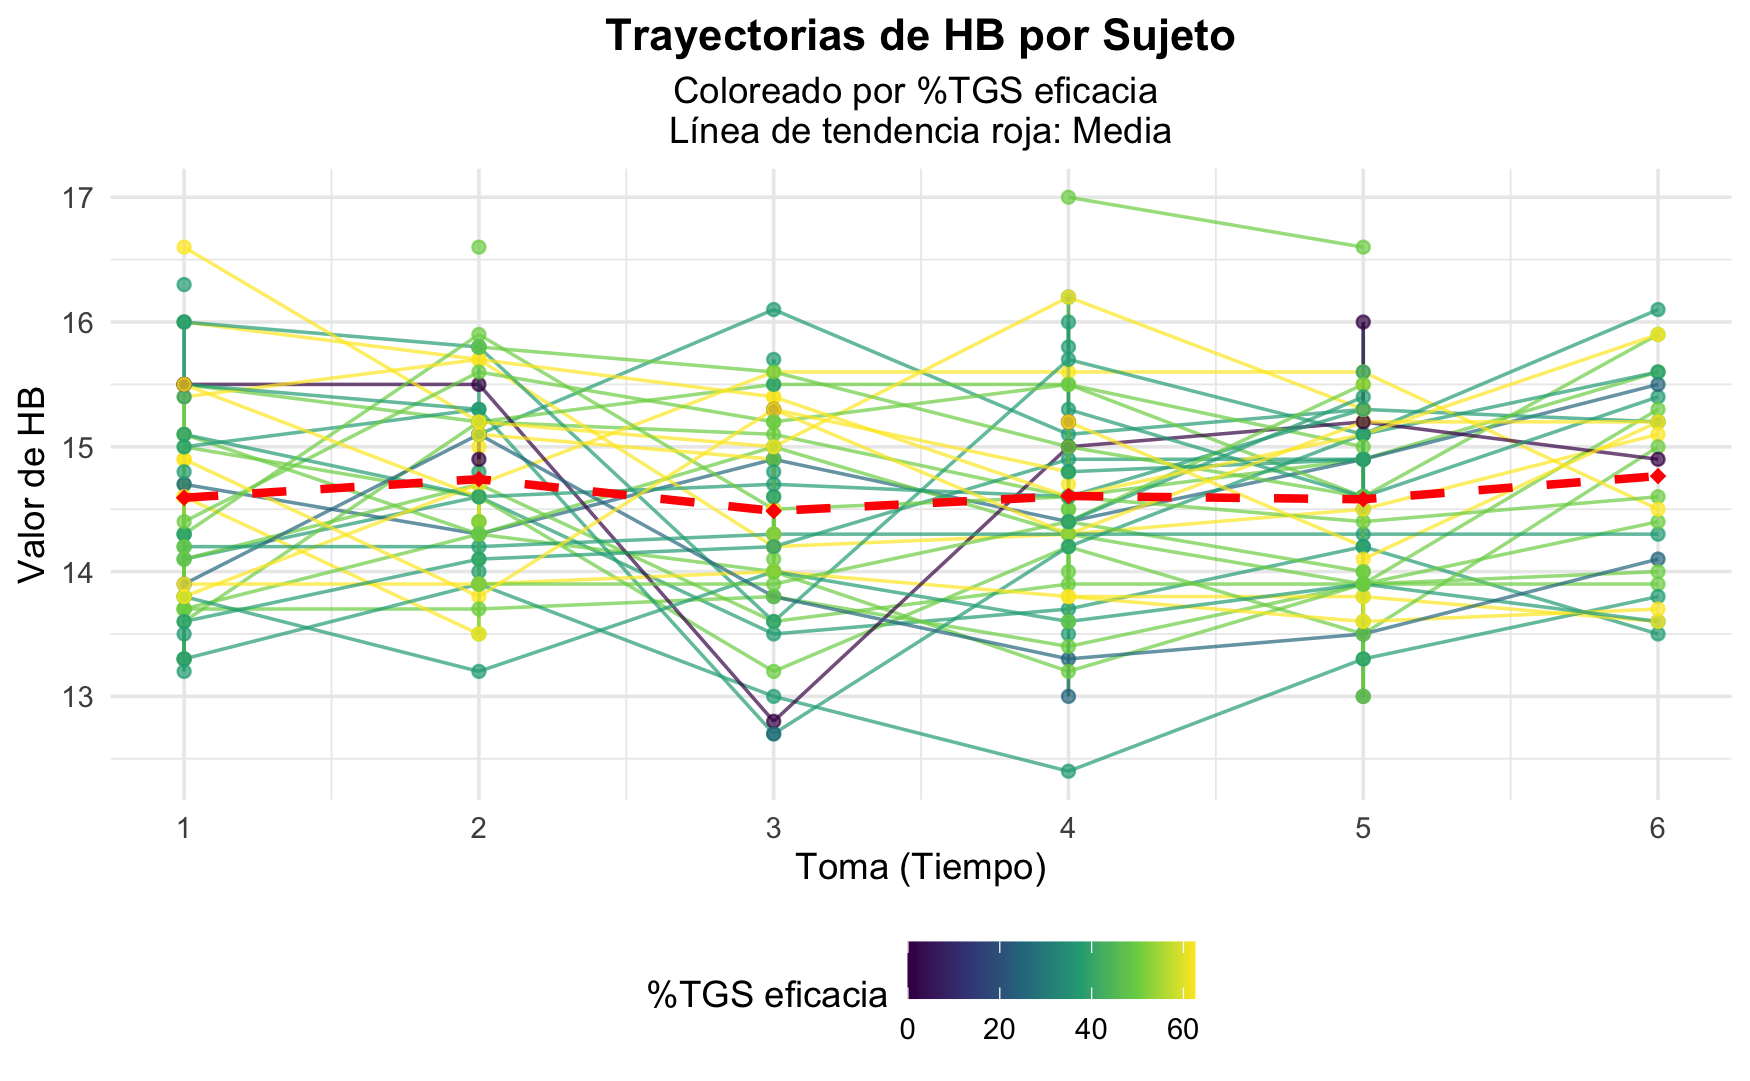 Trayectorias de HB por Sujeto
Coloreado por %TGS eficacia
Línea de tendencia roja: Media
Valor de HB
17
16
15
14
13
1 2 3 4 5 6
Toma (Tiempo)
%TGS eficacia
0 20 40 60